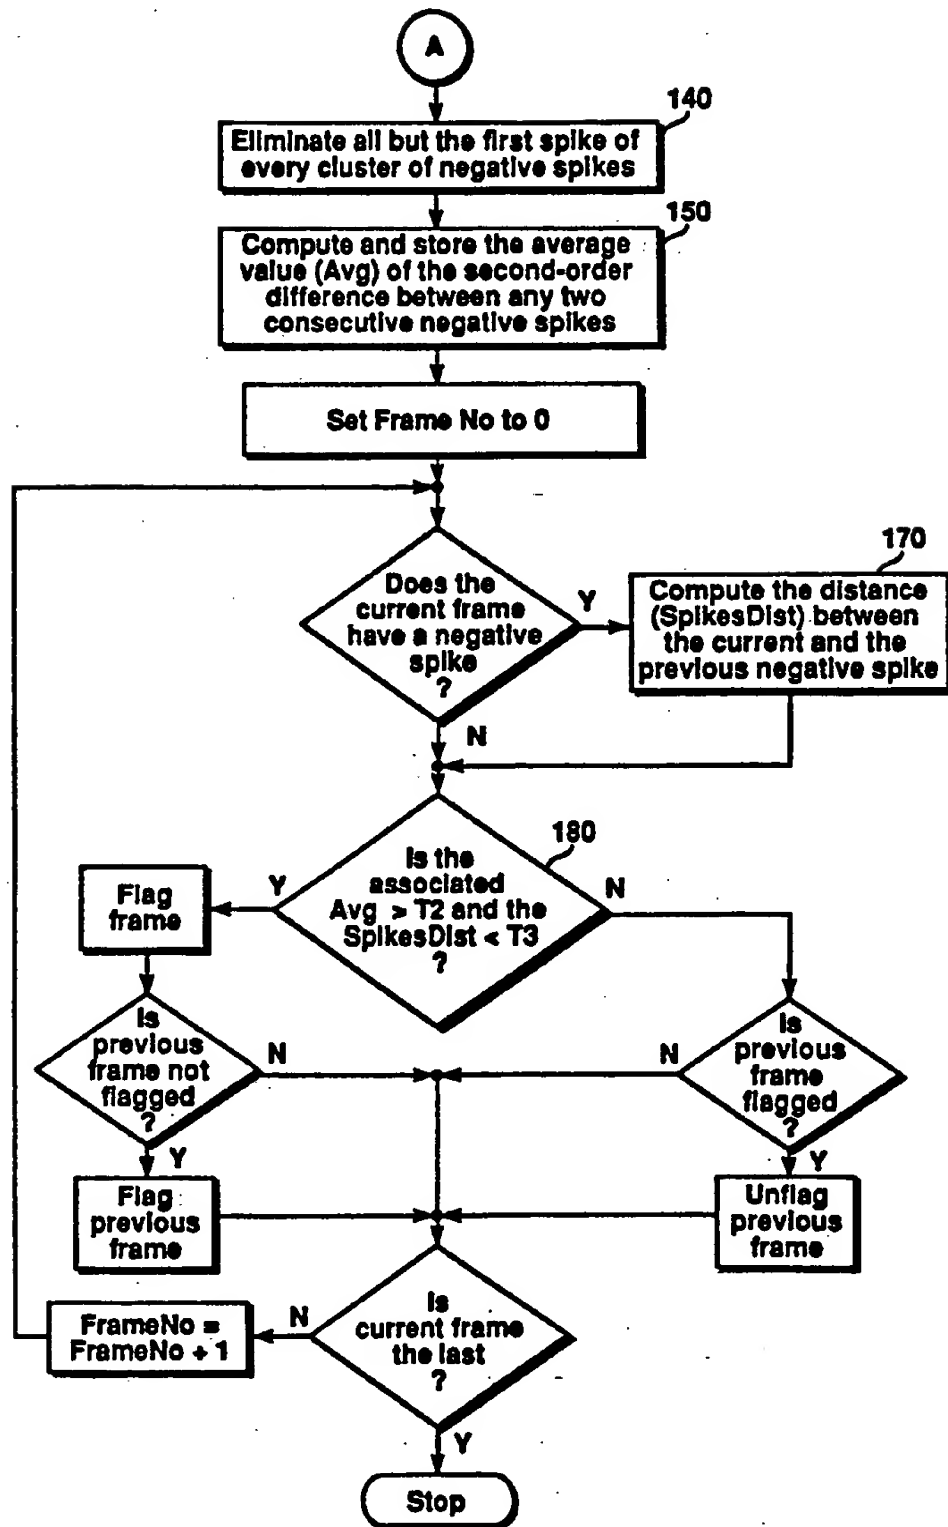 A
140
Eliminate all but the first spike of
every cluster of negative spikes
150
Compute and store the average
value (Avg) of the second-order
difference between any two
consecutive negative spikes
Set Frame No to 0
170
Does the
current frame
have a negative
spike
?
Y
Compute the distance
(SpikesDist) between
the current and the
previous negative spike
N
180
Is the
associated
Avg > T2 and the
SpikesDist < T3
?
Y
N
Flag
frame
Is
previous
frame not
flagged
?
N
Y
Is
previous
frame
flagged
?
N
Y
Flag
previous
frame
Unflag
previous
frame
Is
current frame
the last
?
N
FrameNo =
FrameNo + 1
Y
Stop